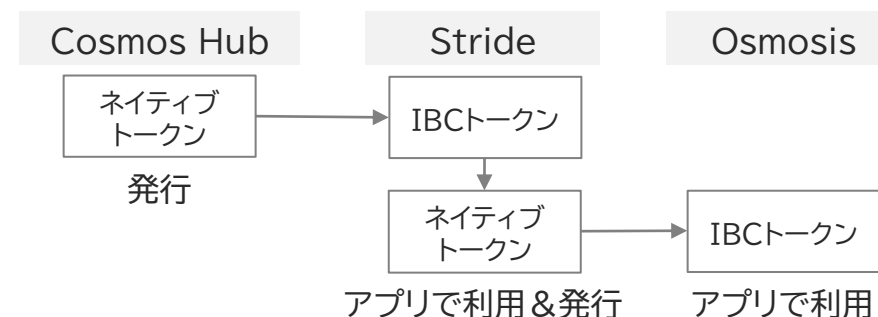 Cosmos Hub
Stride
Osmosis
ネイティブ
トークン
IBCトークン
発行
ネイティブ
トークン
IBCトークン
アプリで利用＆発行
アプリで利用